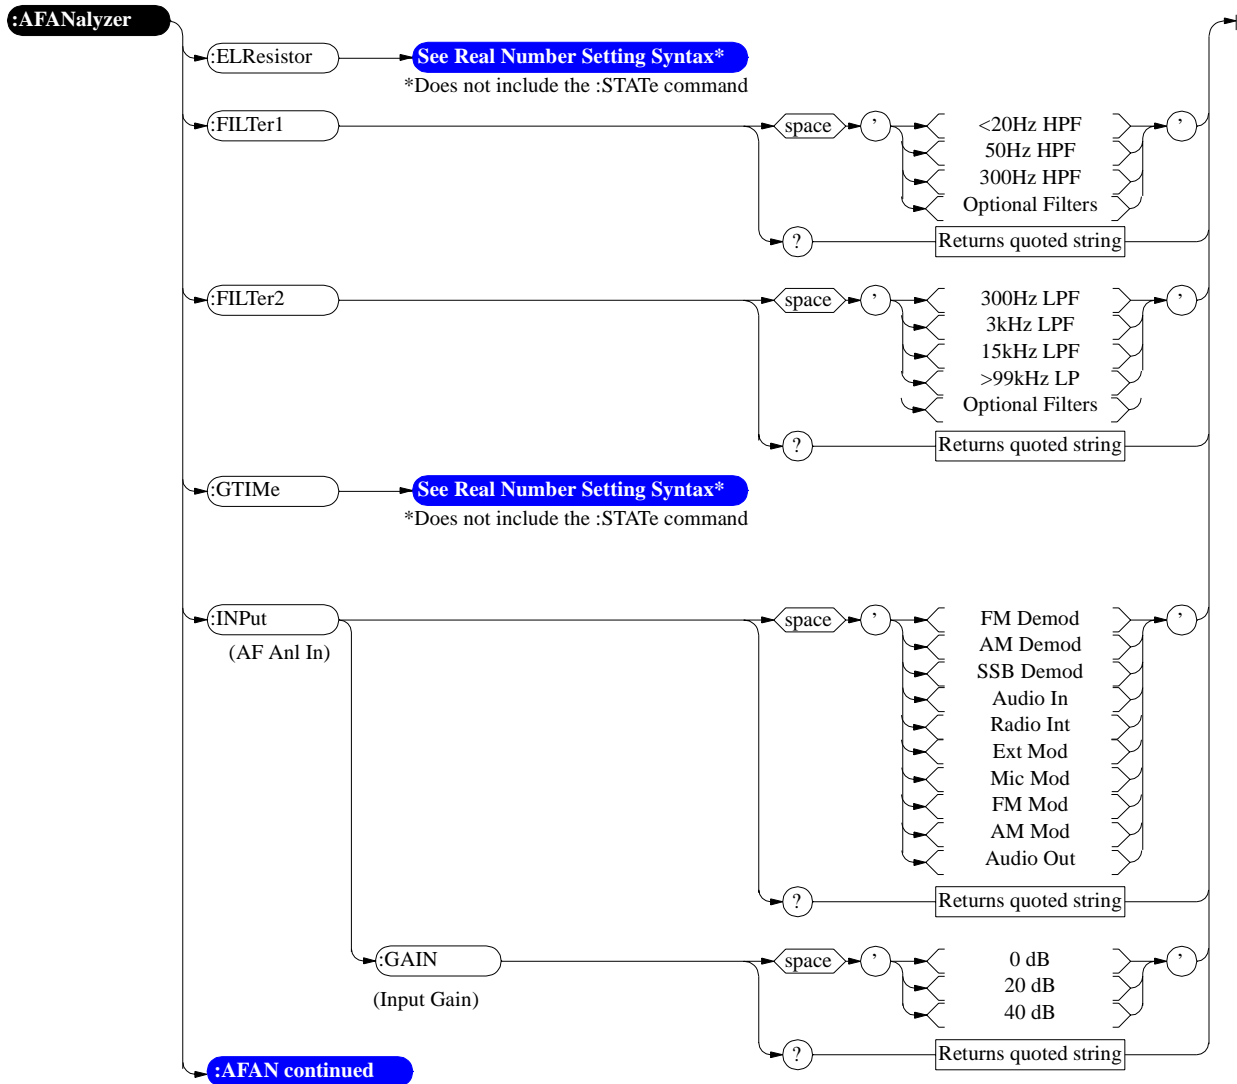 :AFANalyzer
:ELResistor
See Real Number Setting Syntax*
*Does not include the :STATe command
:FILTer1
space
'
<20Hz HPF
'
50Hz HPF
300Hz HPF
Optional Filters
?
Returns quoted string
:FILTer2
space
'
300Hz LPF
'
3kHz LPF
15kHz LPF
>99kHz LP
Optional Filters
?
Returns quoted string
:GTIMe
See Real Number Setting Syntax*
*Does not include the :STATe command
:INPut
(AF Anl In)
space
'
FM Demod
'
AM Demod
SSB Demod
Audio In
Radio Int
Ext Mod
Mic Mod
FM Mod
AM Mod
Audio Out
?
Returns quoted string
:GAIN
(Input Gain)
space
'
0 dB
'
20 dB
40 dB
?
Returns quoted string
:AFAN continued